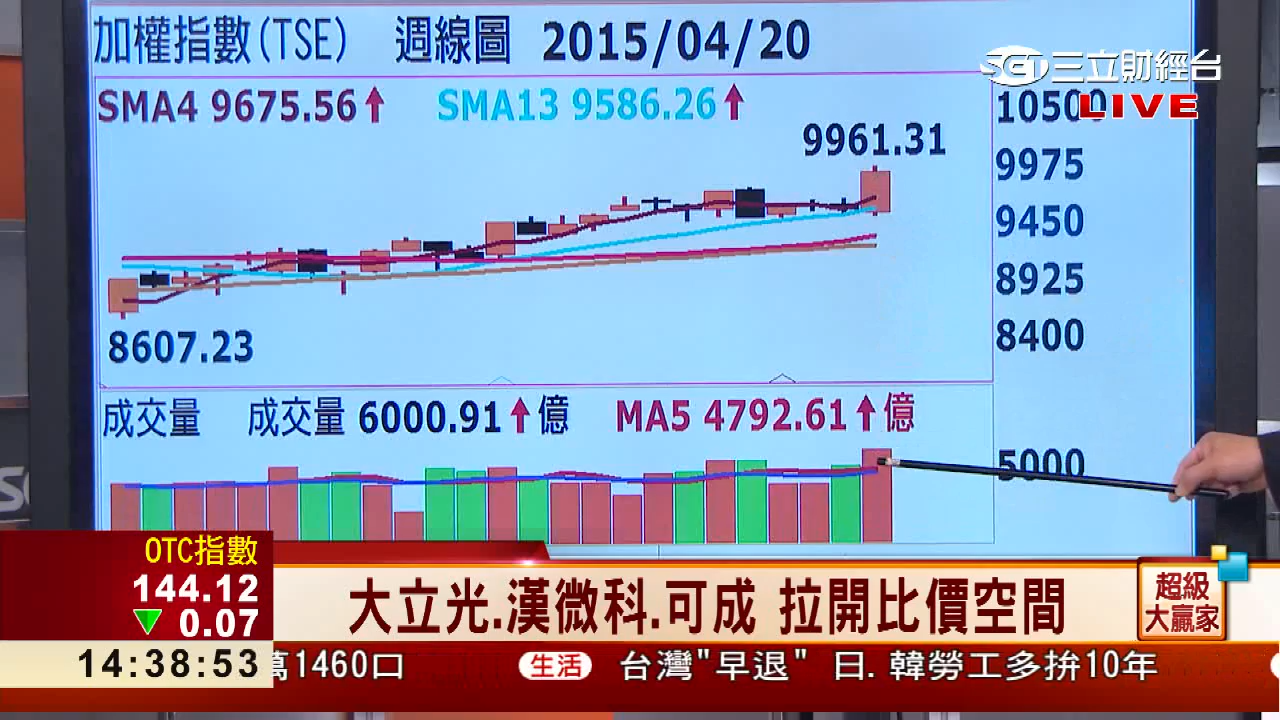 加權指數(TSE) 週線圖 2015/04/20
SMA4 9675.56↑ SMA13 9586.26↑
9961.31
8607.23
三立財經台
LIVE
10500
9975
9450
8925
8400
成交量 成交量 6000.91↑億 MA5 4792.61↑億
5000
OTC指數
144.12
▼ 0.07
14:38:53
大立光.漢微科.可成 拉開比價空間
超級
大贏家
萬1460口 生活 台灣"早退" 日. 韓勞工多拚10年